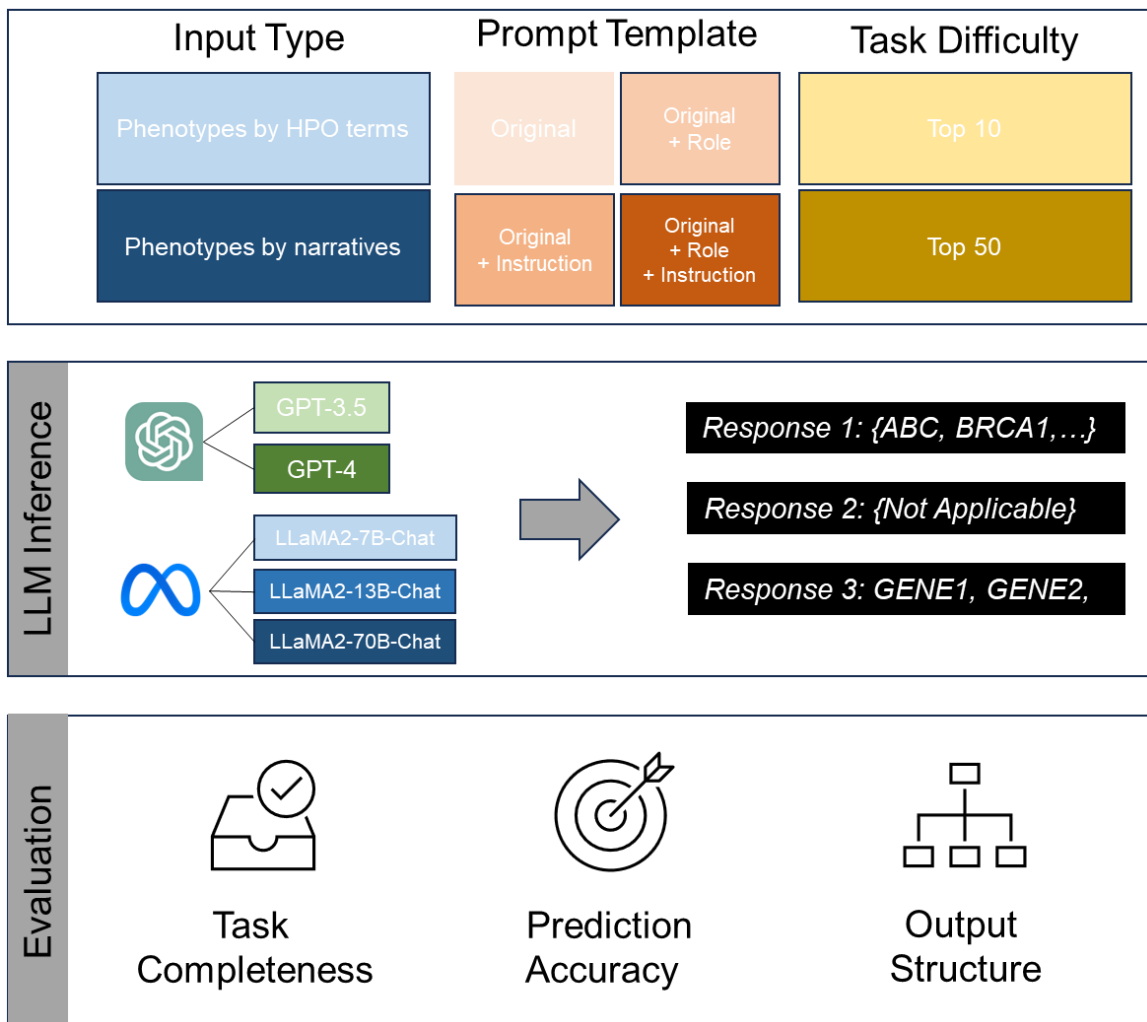 Input Type
Prompt Template
Task Difficulty
Phenotypes by HPO terms
Original
Original
+ Role
Top 10
Phenotypes by narratives
Original
+ Instruction
Original
+ Role
+ Instruction
Top 50
LLM Inference
GPT-3.5
GPT-4
LLaMA2-7B-Chat
LLaMA2-13B-Chat
LLaMA2-70B-Chat
Response 1: {ABC, BRCA1,…}
Response 2: {Not Applicable}
Response 3: GENE1, GENE2,
Evaluation
Task
Completeness
Prediction
Accuracy
Output
Structure